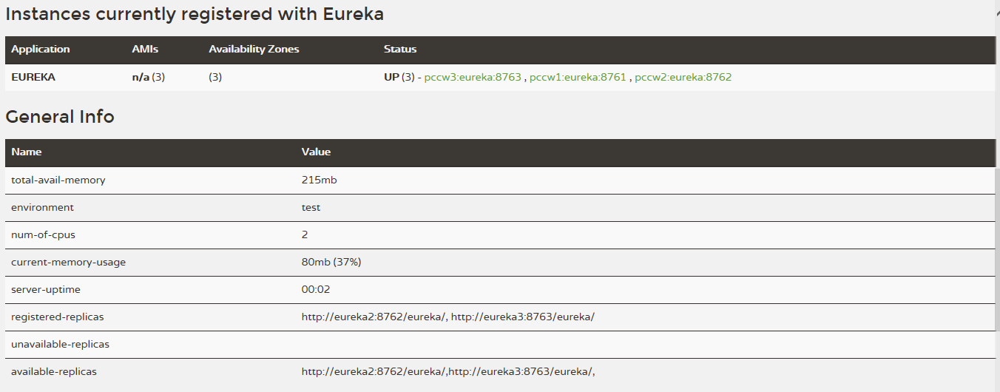 Instances currently registered with Eureka
Application AMIs Availability Zones Status
EUREKA n/a (3) (3) UP (3) - pccw3:eureka:8763 , pccw1:eureka:8761 , pccw2:eureka:8762
General Info
Name Value
total-avail-memory 215mb
environment test
num-of-cpus 2
current-memory-usage 80mb (37%)
server-uptime 00:02
registered-replicas http://eureka2:8762/eureka/, http://eureka3:8763/eureka/
unavailable-replicas
available-replicas http://eureka2:8762/eureka/,http://eureka3:8763/eureka/,